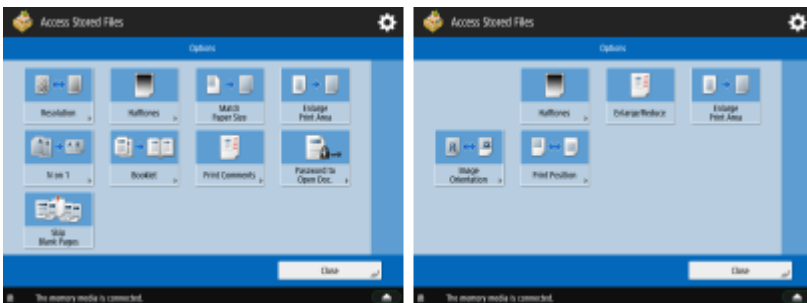 Access Stored Files
Options
Resolution
Halftones
Match
Paper Size
Enlarge
Print Area
N on 1
Booklet
Print Comments
Password to
Open Doc.
Skip
Blank Pages
Close
The memory media is connected.
Access Stored Files
Options
Halftones
Enlarge/Reduce
Enlarge
Print Area
Image
Orientation
Print Position
Close
The memory media is connected.